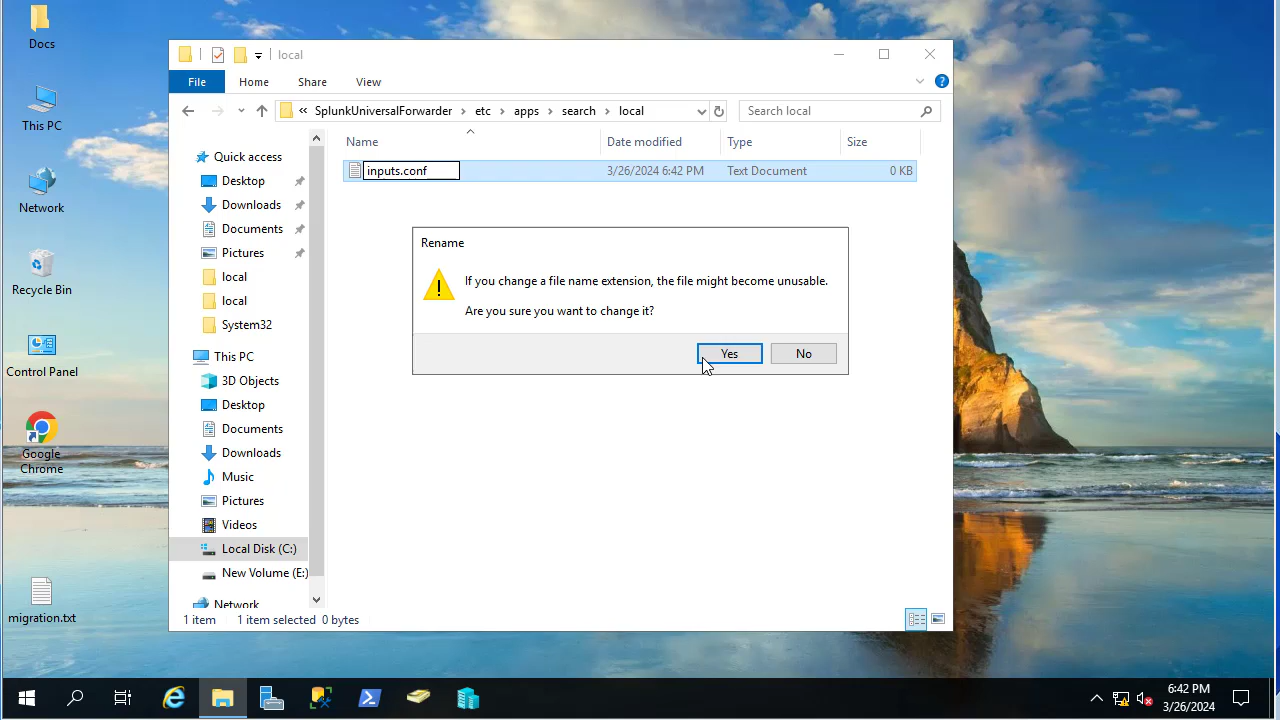 Docs
This PC
Network
Recycle Bin
Control Panel
Google
Chrome
migration.txt
local
File
Home
Share
View
SplunkUniversalForwarder > etc > apps > search > local
Search local
Name
Date modified
Type
Size
inputs.conf
3/26/2024 6:42 PM
Text Document
0 KB
Quick access
Desktop
Downloads
Documents
Pictures
local
local
System32
This PC
3D Objects
Desktop
Documents
Downloads
Music
Pictures
Videos
Local Disk (C:)
New Volume (E:)
Network
Rename
If you change a file name extension, the file might become unusable.
Are you sure you want to change it?
Yes
No
1 item
1 item selected 0 bytes
6:42 PM
3/26/2024